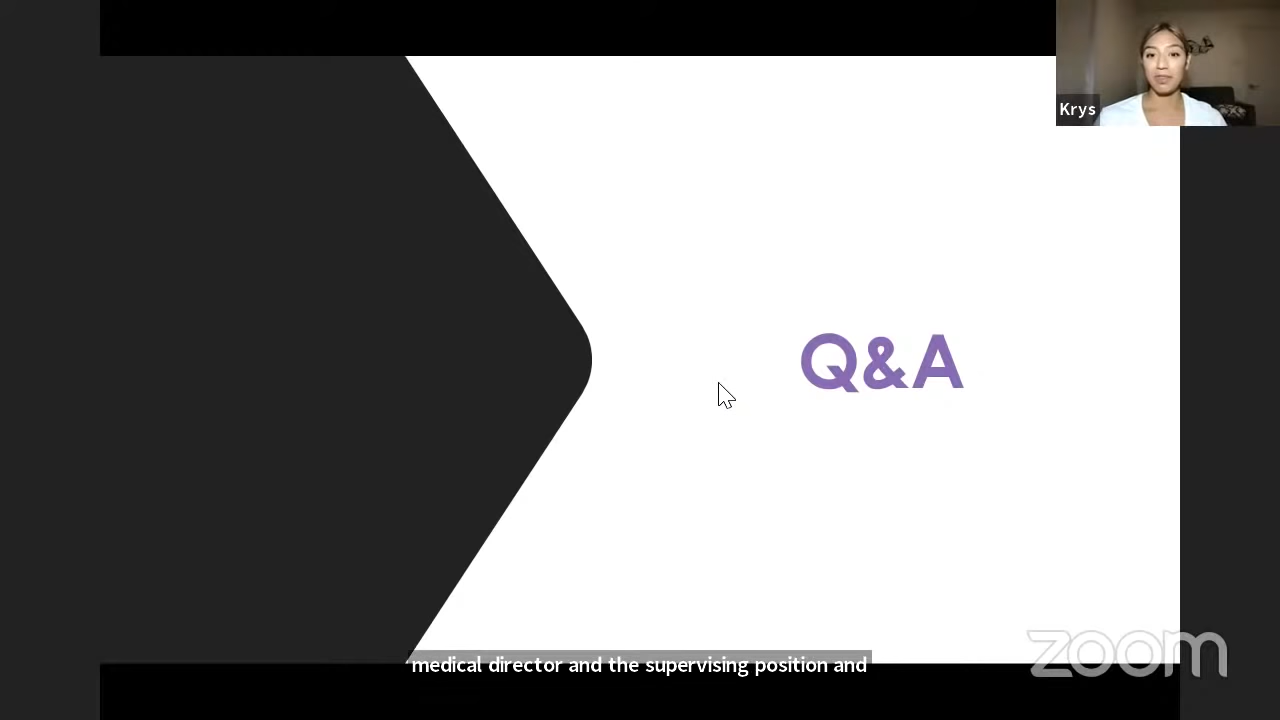 Krys
Q&A
medical director and the supervising position and
zoom